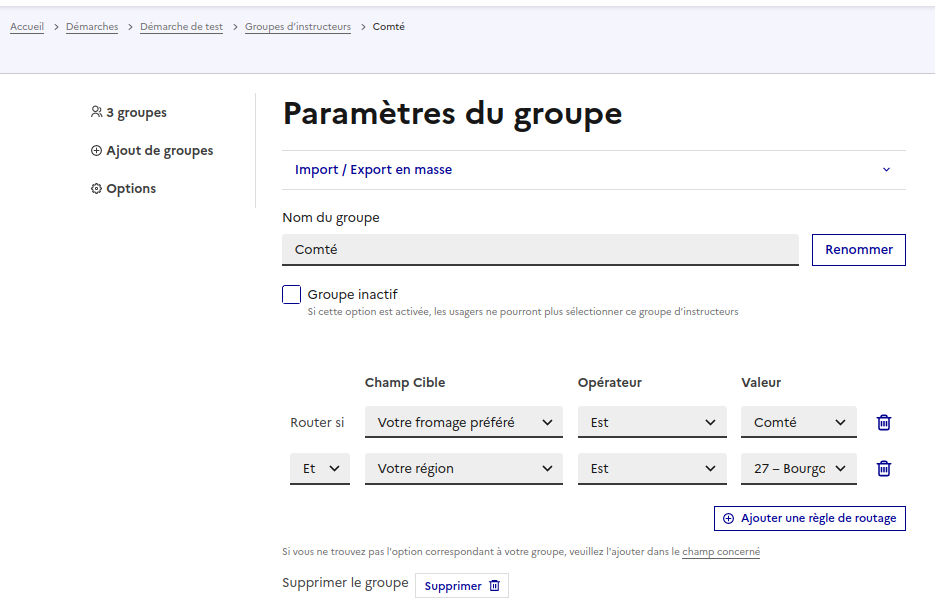 Accueil > Démarches > Démarche de test > Groupes d'instructeurs > Comté
3 groupes
Ajout de groupes
Options
Paramètres du groupe
Import / Export en masse
Nom du groupe
Comté
Renommer
Groupe inactif
Si cette option est activée, les usagers ne pourront plus sélectionner ce groupe d'instructeurs
Champ Cible Opérateur Valeur
Router si Votre fromage préféré Est Comté
Et Votre région Est 27 – Bourgo
Ajouter une règle de routage
Si vous ne trouvez pas l'option correspondant à votre groupe, veuillez l'ajouter dans le champ concerné
Supprimer le groupe Supprimer